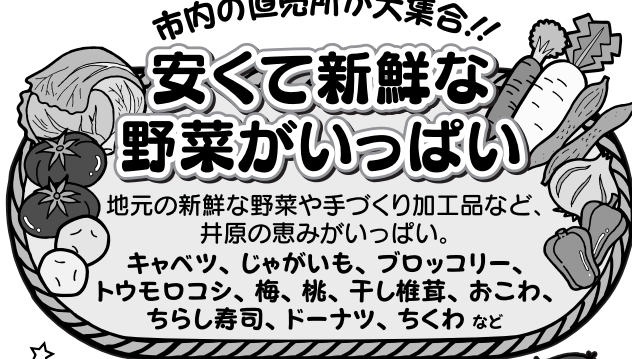 市内の直売所が大集合!!
安くて新鮮な
野菜がいっぱい
地元の新鮮な野菜や手づくり加工品など、
井原の恵みがいっぱい。
キャベツ、じゃがいも、ブロッコリー、
トウモロコシ、梅、桃、干し椎茸、おこわ、
ちらし寿司、ドーナツ、ちくわ など